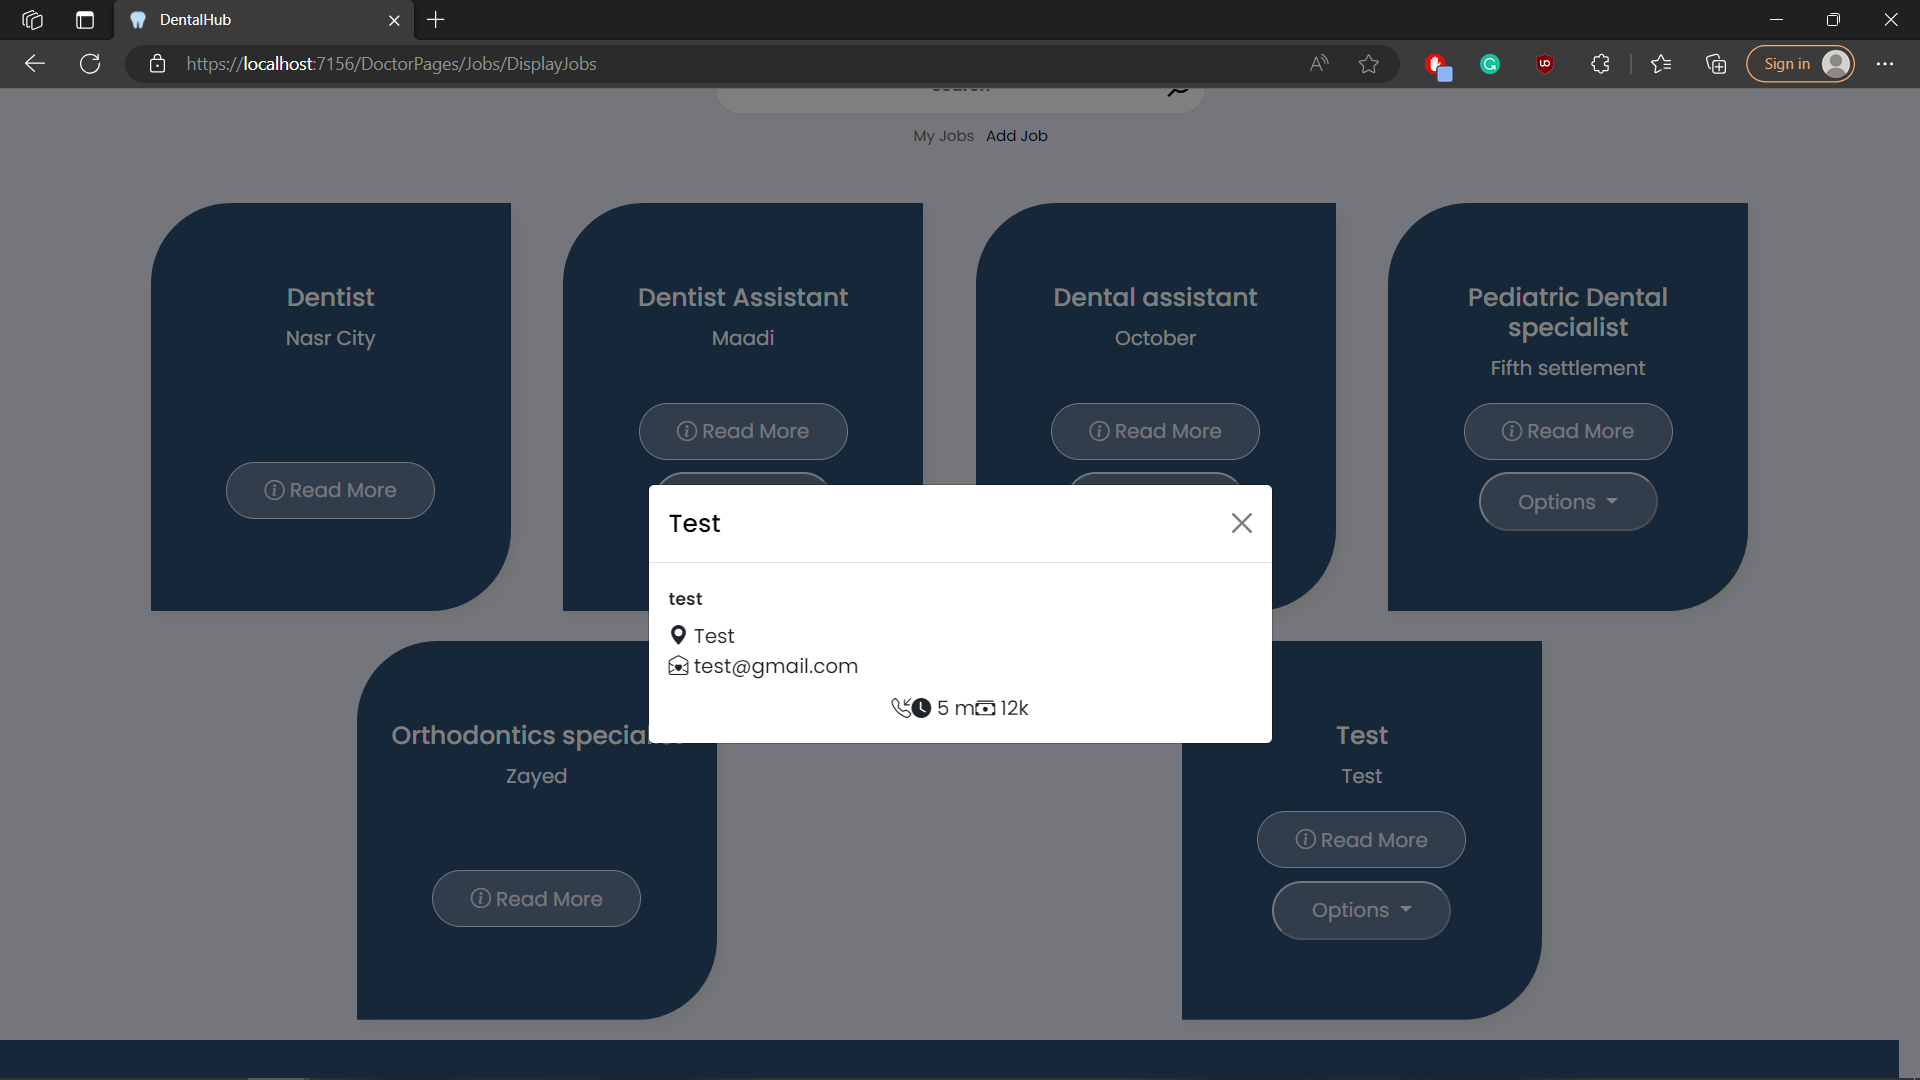 DentalHub
https://localhost:7156/DoctorPages/Jobs/DisplayJobs
Sign in
My Jobs Add Job
Dentist
Nasr City
Read More
Dentist Assistant
Maadi
Read More
Dental assistant
October
Read More
Pediatric Dental
specialist
Fifth settlement
Read More
Options
Test
test
Test
test@gmail.com
5 m 12k
Zayed
Orthodontics
Read More
Test
Test
Read More
Options